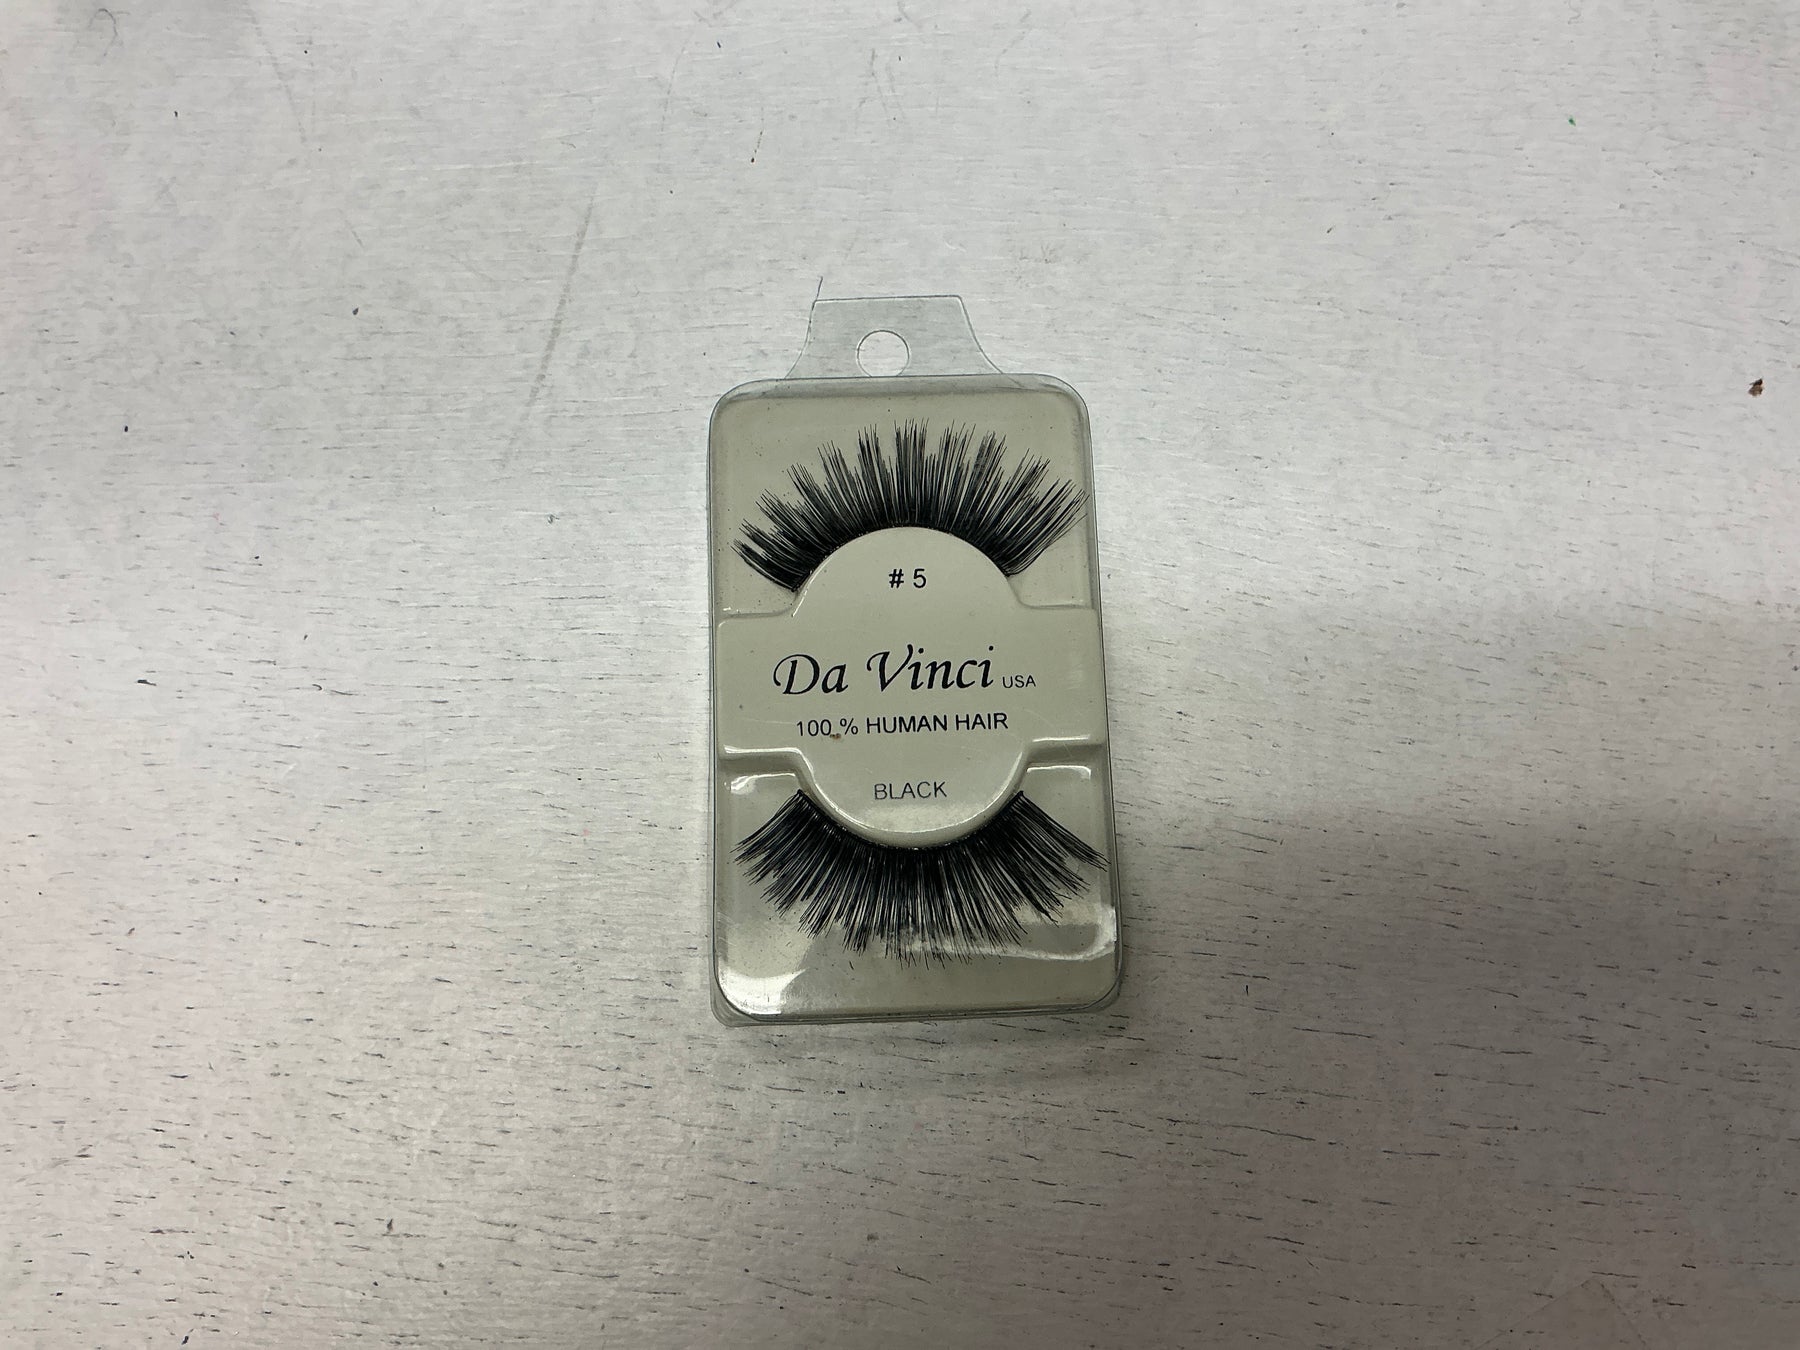 # 5
Da Vinci USA
100 % HUMAN HAIR
BLACK